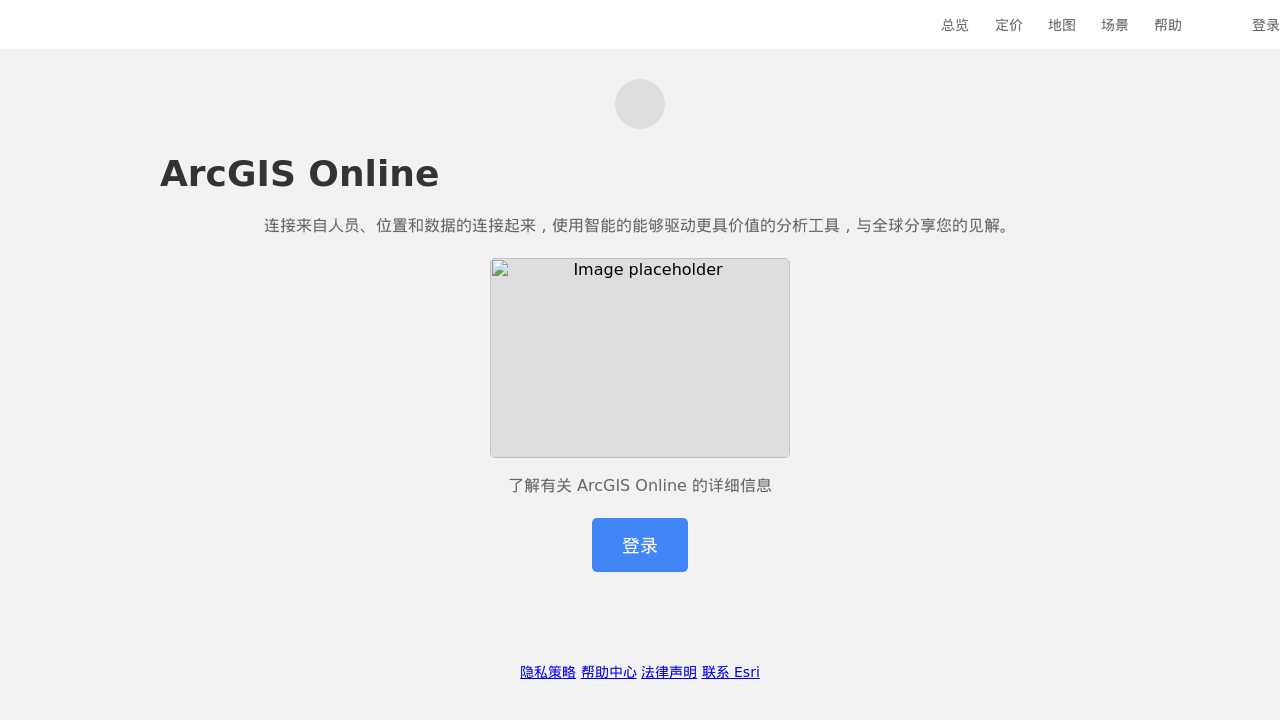 总览 定价 地图 场景 帮助 登录
ArcGIS Online
连接来自人员、位置和数据的连接起来，使用智能的能够驱动更具价值的分析工具，与全球分享您的见解。
Image placeholder
了解有关 ArcGIS Online 的详细信息
登录
隐私策略 帮助中心 法律声明 联系 Esri